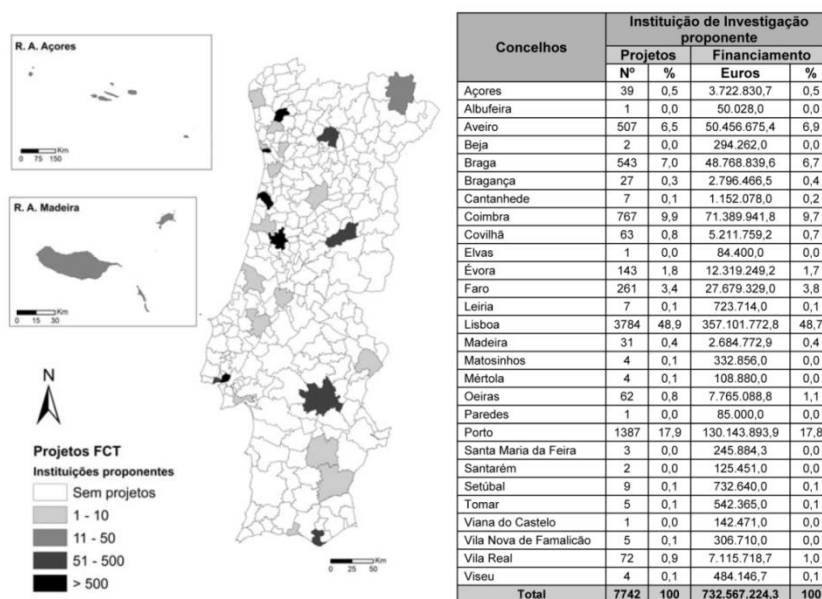 R. A. Açores
Km
0 75 150
R. A. Madeira
Km
0 15 30
N
Projetos FCT
Instituições proponentes
Sem projetos
1 - 10
11 - 50
51 - 500
> 500
Km
0 25 50
Concelhos Instituição de Investigação proponente
Projetos Financiamento
Nº % Euros %
Açores 39 0,5 3.722.830,7 0,5
Albufeira 1 0,0 50.028,0 0,0
Aveiro 507 6,5 50.456.675,4 6,9
Beja 2 0,0 294.262,0 0,0
Braga 543 7,0 48.768.839,6 6,7
Bragança 27 0,3 2.796.466,5 0,4
Cantanhede 7 0,1 1.152.078,0 0,2
Coimbra 767 9,9 71.389.941,8 9,7
Covilhã 63 0,8 5.211.759,2 0,7
Elvas 1 0,0 84.400,0 0,0
Évora 143 1,8 12.319.249,2 1,7
Faro 261 3,4 27.679.329,0 3,8
Leiria 7 0,1 723.714,0 0,1
Lisboa 3784 48,9 357.101.772,8 48,7
Madeira 31 0,4 2.684.772,9 0,4
Matosinhos 4 0,1 332.856,0 0,0
Mértola 4 0,1 108.880,0 0,0
Oeiras 62 0,8 7.765.088,8 1,1
Paredes 1 0,0 85.000,0 0,0
Porto 1387 17,9 130.143.893,9 17,8
Santa Maria da Feira 3 0,0 245.884,3 0,0
Santarém 2 0,0 125.451,0 0,0
Setúbal 9 0,1 732.640,0 0,1
Tomar 5 0,1 542.365,0 0,1
Viana do Castelo 1 0,0 142.471,0 0,0
Vila Nova de Famalicão 5 0,1 306.710,0 0,0
Vila Real 72 0,9 7.115.718,7 1,0
Viseu 4 0,1 484.146,7 0,1
Total 7742 100 732.567.224,3 100